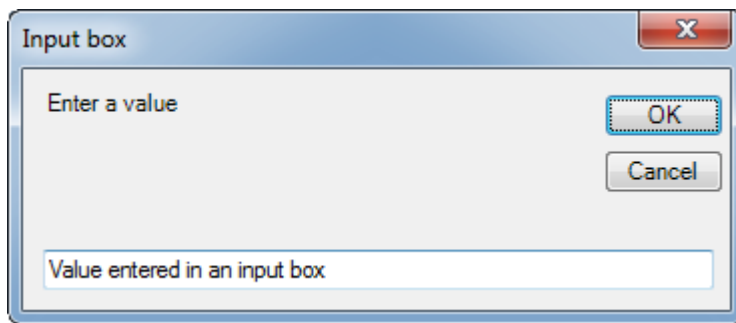 Input box
Enter a value
OK
Cancel
Value entered in an input box